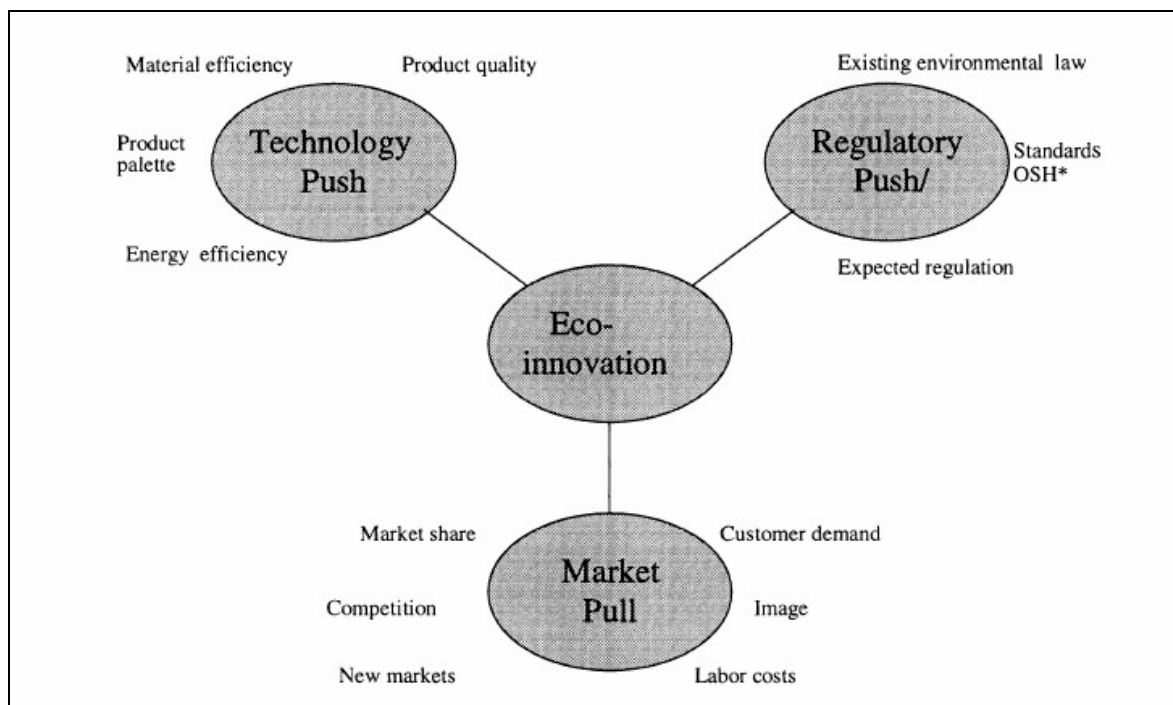 Material efficiency
Product quality
Product
palette
Technology
Push
Energy efficiency
Existing environmental law
Regulatory
Push/
Standards
OSH*
Expected regulation
Eco-
innovation
Market share
Customer demand
Market
Pull
Competition
Image
New markets
Labor costs